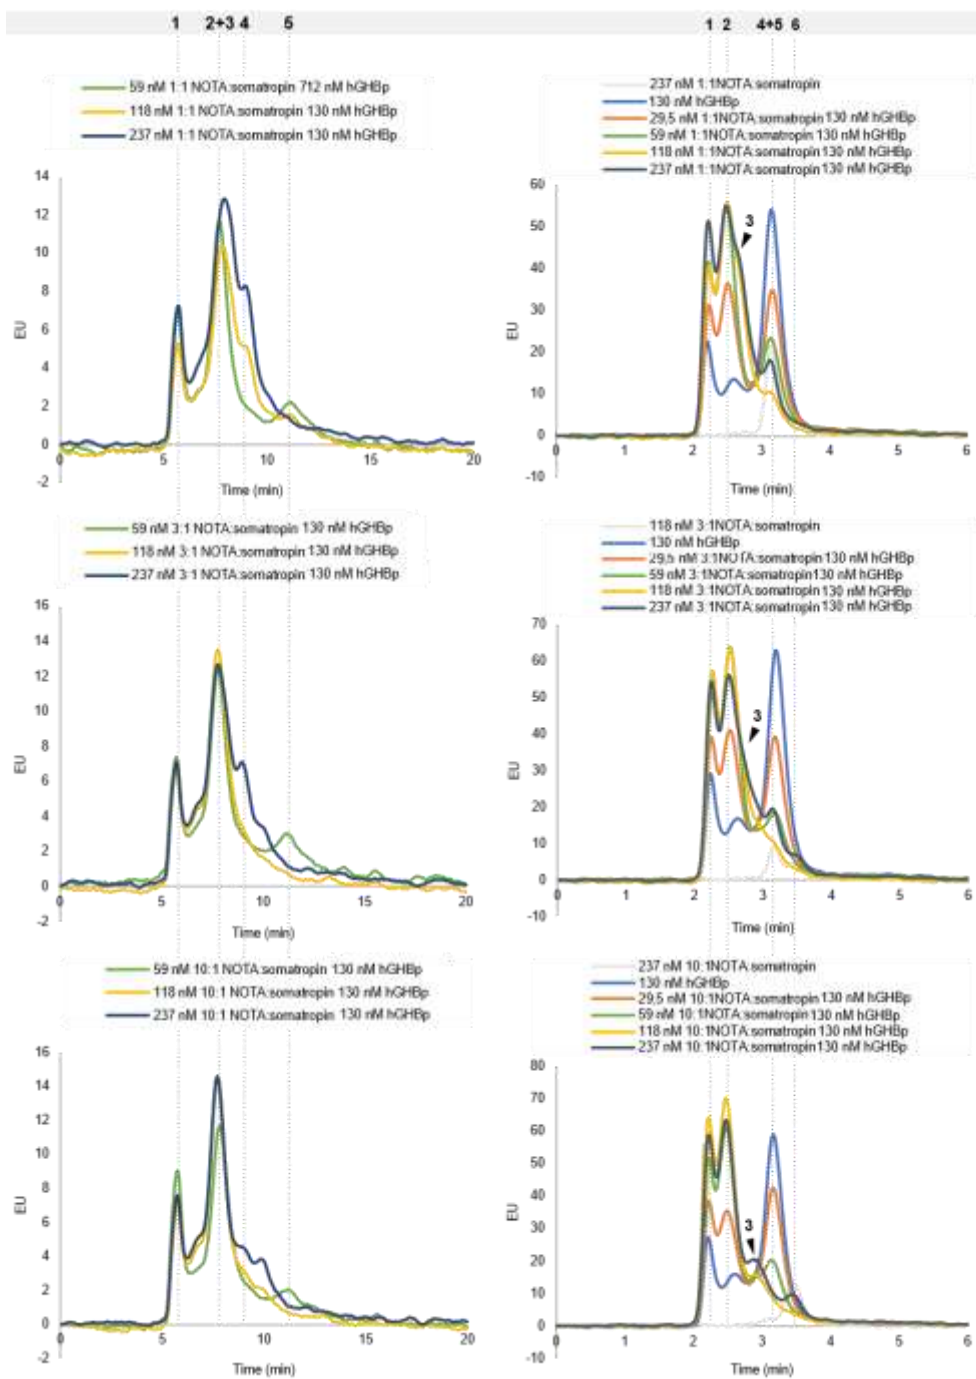 1 2+3 4 5
59 nM 1:1 NOTA:somatropin 712 nM hGHBp
118 nM 1:1 NOTA:somatropin 130 nM hGHBp
237 nM 1:1 NOTA:somatropin 130 nM hGHBp
14
12
10
8
6
4
2
0
-2
EU
0 5 10 15 20
Time (min)
1 2 4+5 6
237 nM 1:1NOTA:somatropin
130 nM hGHBp
29,5 nM 1:1NOTA:somatropin 130 nM hGHBp
59 nM 1:1NOTA:somatropin 130 nM hGHBp
118 nM 1:1NOTA:somatropin 130 nM hGHBp
237 nM 1:1NOTA:somatropin 130 nM hGHBp
60
50
40
30
20
10
0
-10
EU
3
0 1 2 3 4 5 6
Time (min)
59 nM 3:1 NOTA:somatropin 130 nM hGHBp
118 nM 3:1 NOTA:somatropin 130 nM hGHBp
237 nM 3:1 NOTA:somatropin 130 nM hGHBp
16
14
12
10
8
6
4
2
0
-2
EU
0 5 10 15 20
Time (min)
118 nM 3:1NOTA:somatropin
130 nM hGHBp
29,5 nM 3:1NOTA:somatropin 130 nM hGHBp
59 nM 3:1NOTA:somatropin130 nM hGHBp
118 nM 3:1NOTA:somatropin 130 nM hGHBp
237 nM 3:1NOTA:somatropin 130 nM hGHBp
70
60
50
40
30
20
10
0
-10
EU
3
0 1 2 3 4 5 6
Time (min)
59 nM 10:1 NOTA:somatropin 130 nM hGHBp
118 nM 10:1 NOTA:somatropin 130 nM hGHBp
237 nM 10:1 NOTA:somatropin 130 nM hGHBp
16
14
12
10
8
6
4
2
0
-2
EU
0 5 10 15 20
Time (min)
237 nM 10:1NOTA:somatropin
130 nM hGHBp
29,5 nM 10:1NOTA:somatropin 130 nM hGHBp
59 nM 10:1NOTA:somatropin 130 nM hGHBp
118 nM 10:1NOTA:somatropin 130 nM hGHBp
237 nM 10:1NOTA:somatropin 130 nM hGHBp
80
70
60
50
40
30
20
10
0
-10
EU
3
0 1 2 3 4 5 6
Time (min)